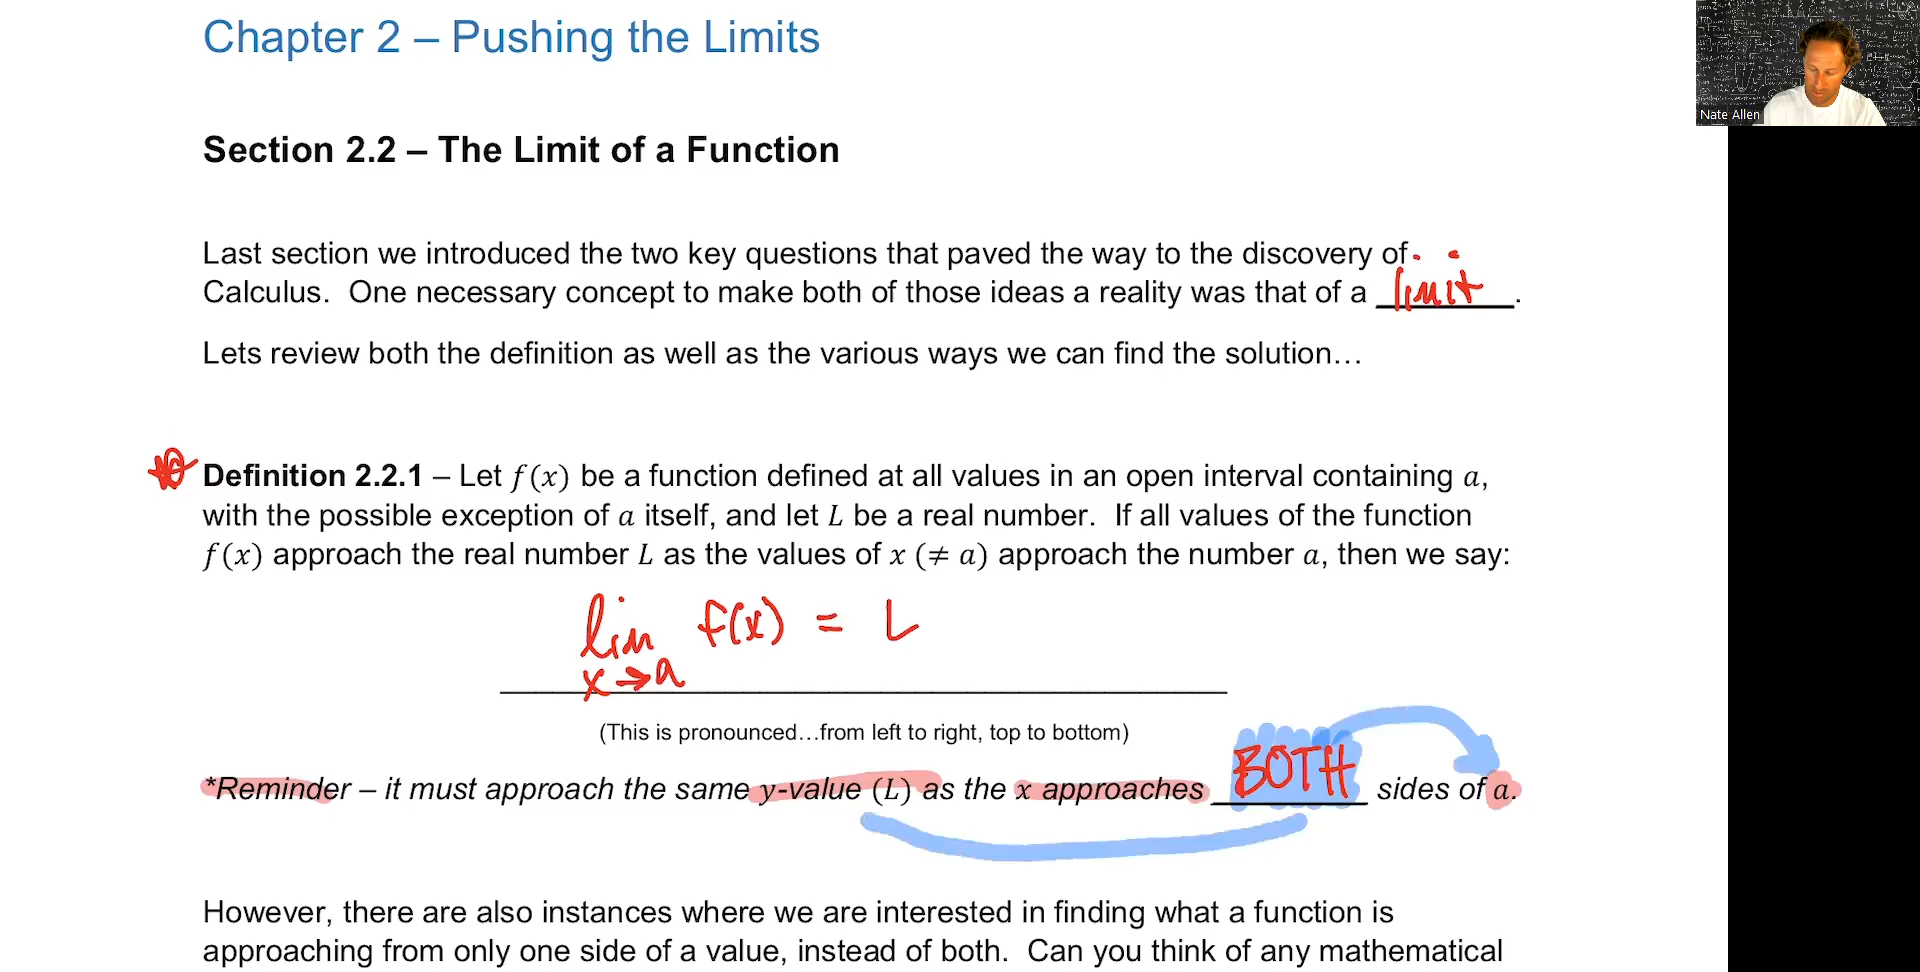 Chapter 2 – Pushing the Limits
Nate Allen
Section 2.2 – The Limit of a Function
Last section we introduced the two key questions that paved the way to the discovery of
Calculus. One necessary concept to make both of those ideas a reality was that of a limit.
Lets review both the definition as well as the various ways we can find the solution…
Definition 2.2.1 – Let f(x) be a function defined at all values in an open interval containing a,
with the possible exception of a itself, and let L be a real number. If all values of the function
f(x) approach the real number L as the values of x (≠ a) approach the number a, then we say:
lim f(x) = L
x→a
(This is pronounced…from left to right, top to bottom)
*Reminder – it must approach the same y-value (L) as the x approaches BOTH sides of a.
However, there are also instances where we are interested in finding what a function is
approaching from only one side of a value, instead of both. Can you think of any mathematical